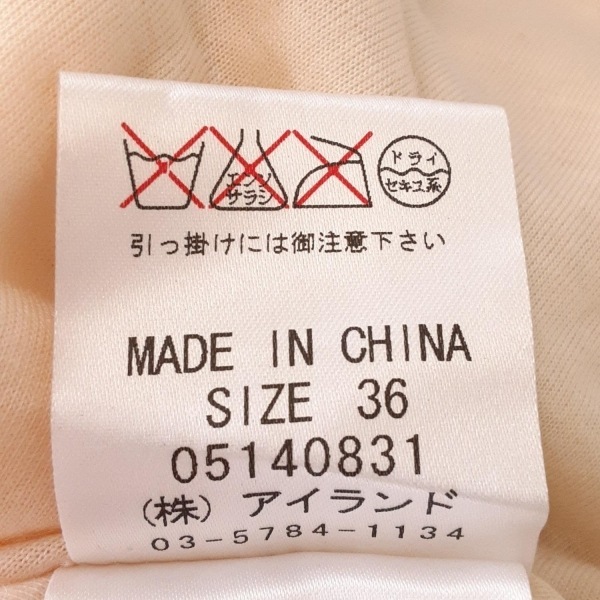 エンソ
サラシ
ドライ
セキユ系
引っ掛けには御注意下さい
MADE IN CHINA
SIZE 36
05140831
(株) アイランド
03-5784-1134